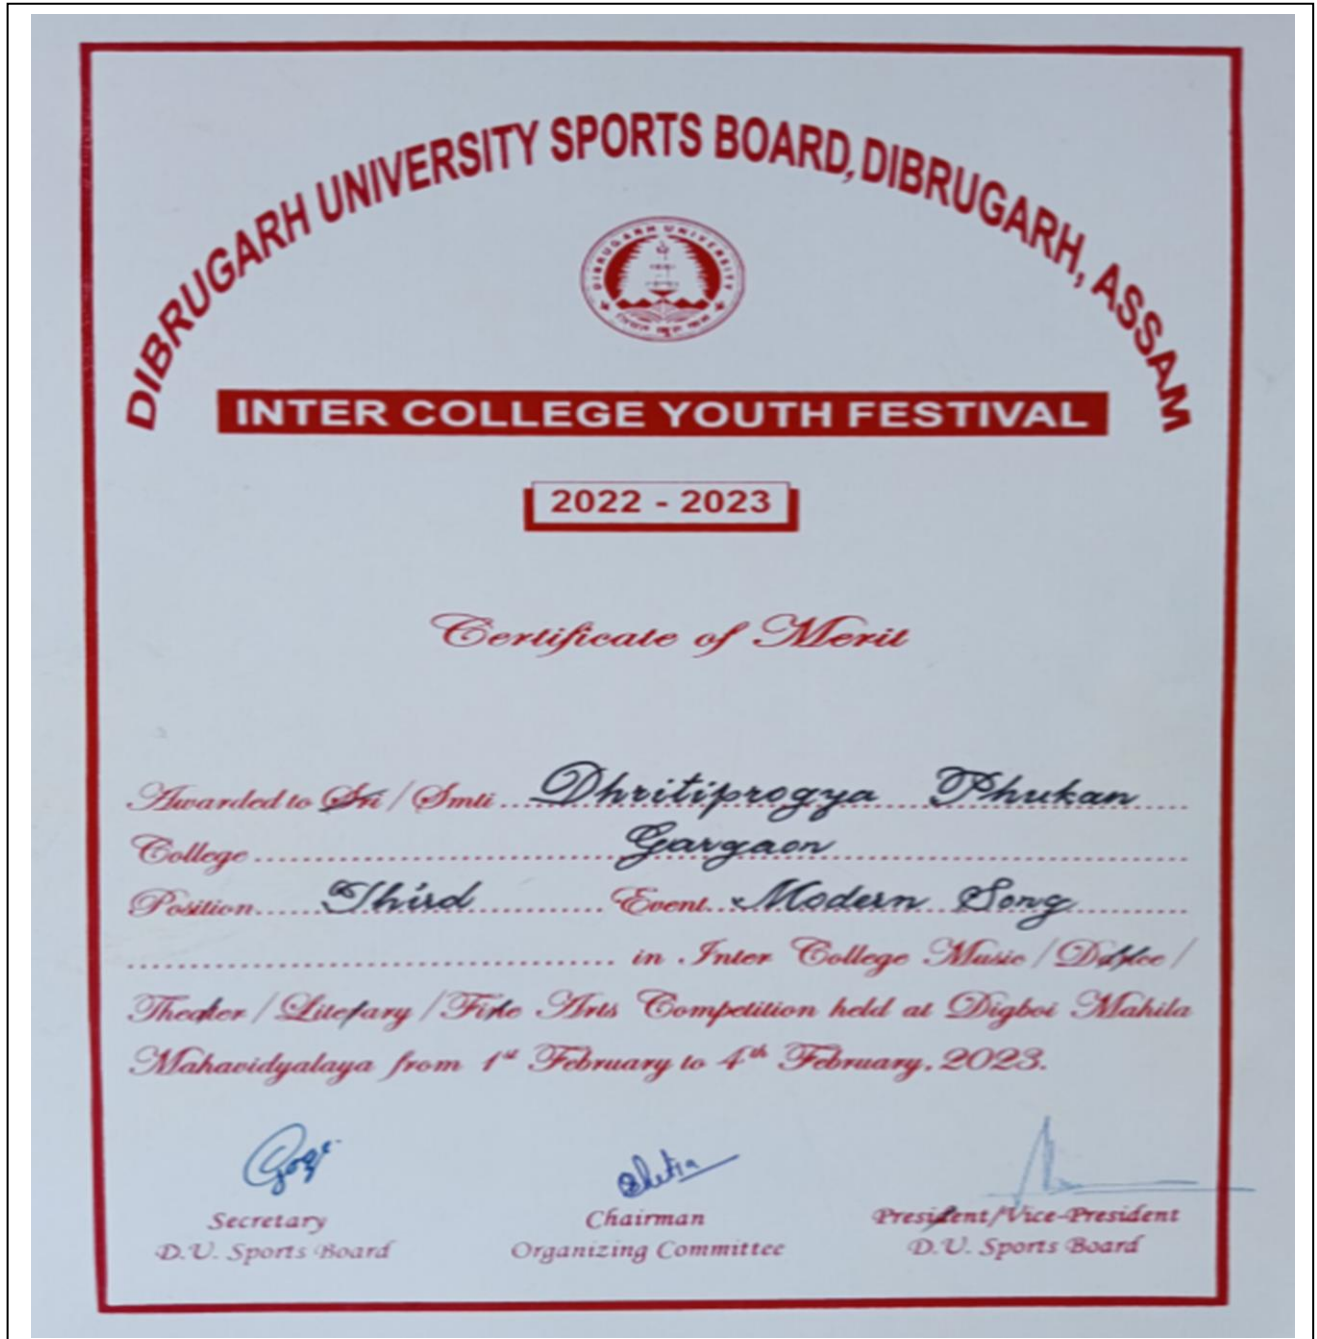 DIBRUGARH UNIVERSITY SPORTS BOARD, DIBRUGARH, ASSAM
DIBRUGARH UNIVERSITY
INTER COLLEGE YOUTH FESTIVAL
2022 - 2023
Certificate of Merit
Awarded to Sri / Smti Dhritiprogya Phukan
College Gargaon
Position Third Event Modern Song
in Inter College Music / Dance /
Theater / Literary / Fine Arts Competition held at Digboi Mahila
Mahavidyalaya from 1st February to 4th February, 2023.
Secretary Chairman President/Vice-President
D.U. Sports Board Organizing Committee D.U. Sports Board